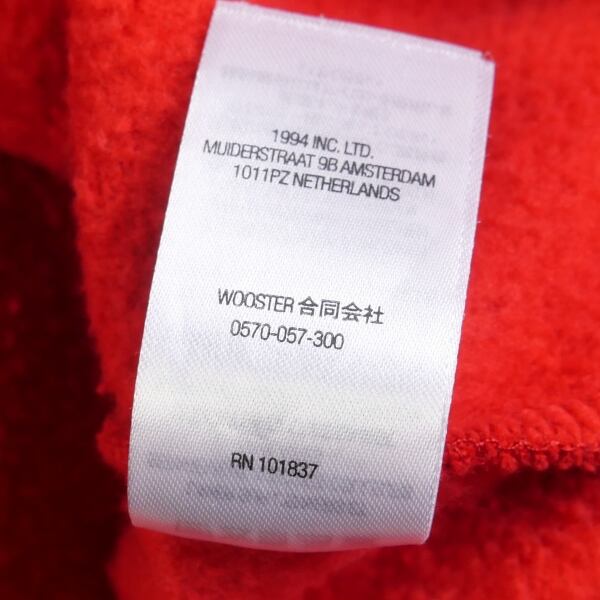 1994 INC. LTD.
MUIDERSTRAAT 9B AMSTERDAM
1011PZ NETHERLANDS
WOOSTER 合同会社
0570-057-300
RN 101837